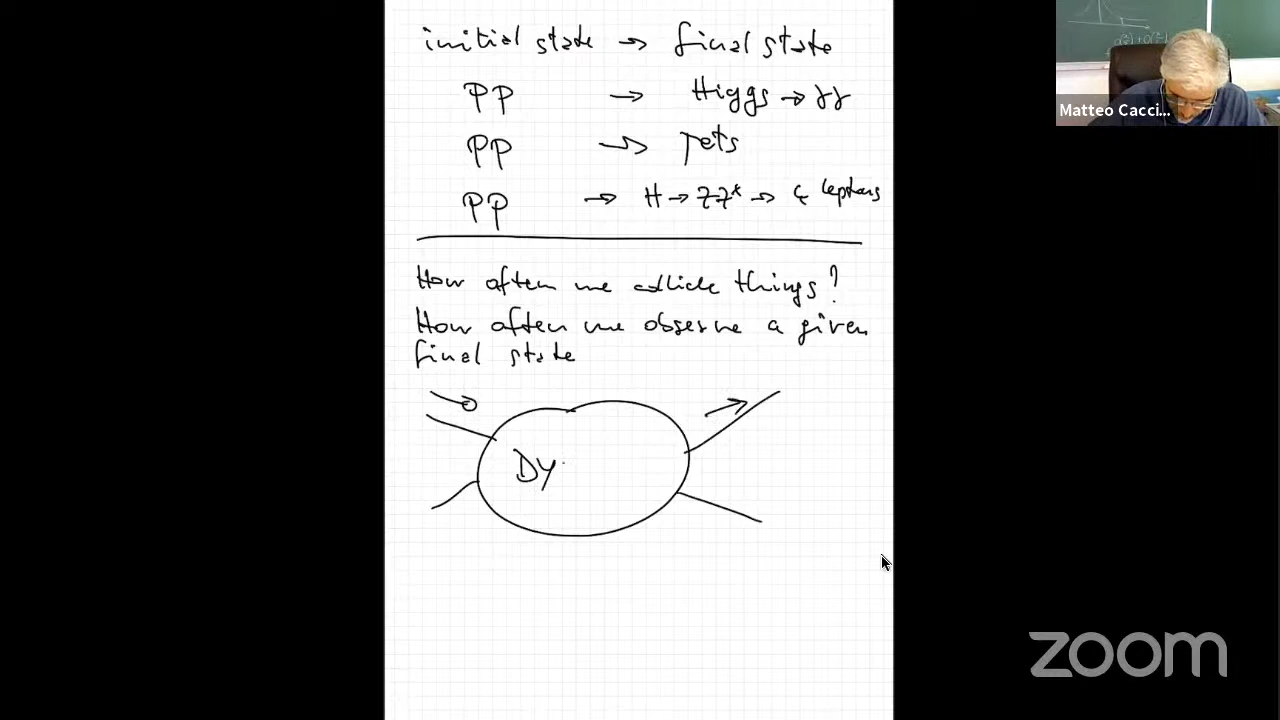 initial state → final state
PP → Higgs → γγ
PP → jets
PP → H → ZZ* → 4 leptons
How often we collide things?
How often we observe a given
final state
DY
Matteo Cacci...
zoom